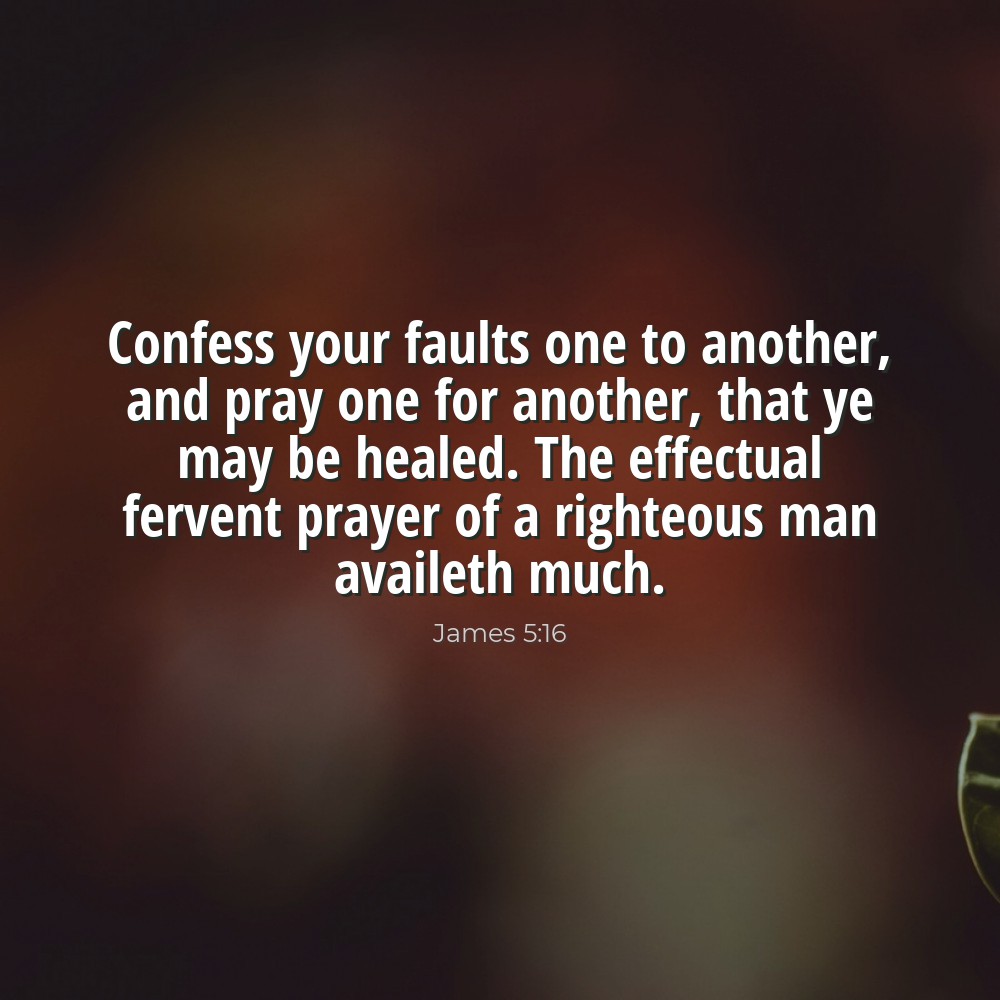 Confess your faults one to another,
and pray one for another, that ye
may be healed. The effectual
fervent prayer of a righteous man
availeth much.
James 5:16